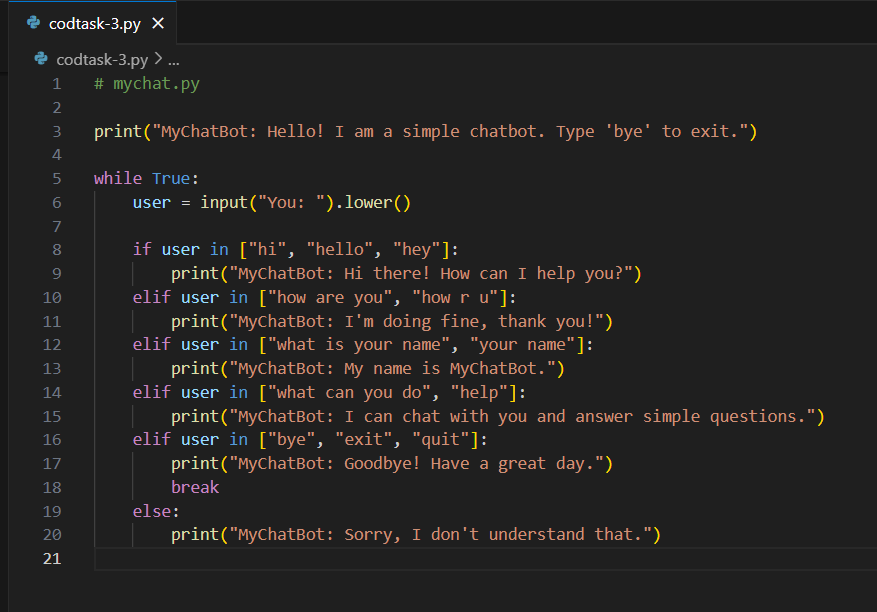 codtask-3.py ×
codtask-3.py > ...
1 # mychat.py
2
3 print("MyChatBot: Hello! I am a simple chatbot. Type 'bye' to exit.")
4
5 while True:
6     user = input("You: ").lower()
7
8     if user in ["hi", "hello", "hey"]:
9         print("MyChatBot: Hi there! How can I help you?")
10     elif user in ["how are you", "how r u"]:
11         print("MyChatBot: I'm doing fine, thank you!")
12     elif user in ["what is your name", "your name"]:
13         print("MyChatBot: My name is MyChatBot.")
14     elif user in ["what can you do", "help"]:
15         print("MyChatBot: I can chat with you and answer simple questions.")
16     elif user in ["bye", "exit", "quit"]:
17         print("MyChatBot: Goodbye! Have a great day.")
18         break
19     else:
20         print("MyChatBot: Sorry, I don't understand that.")
21